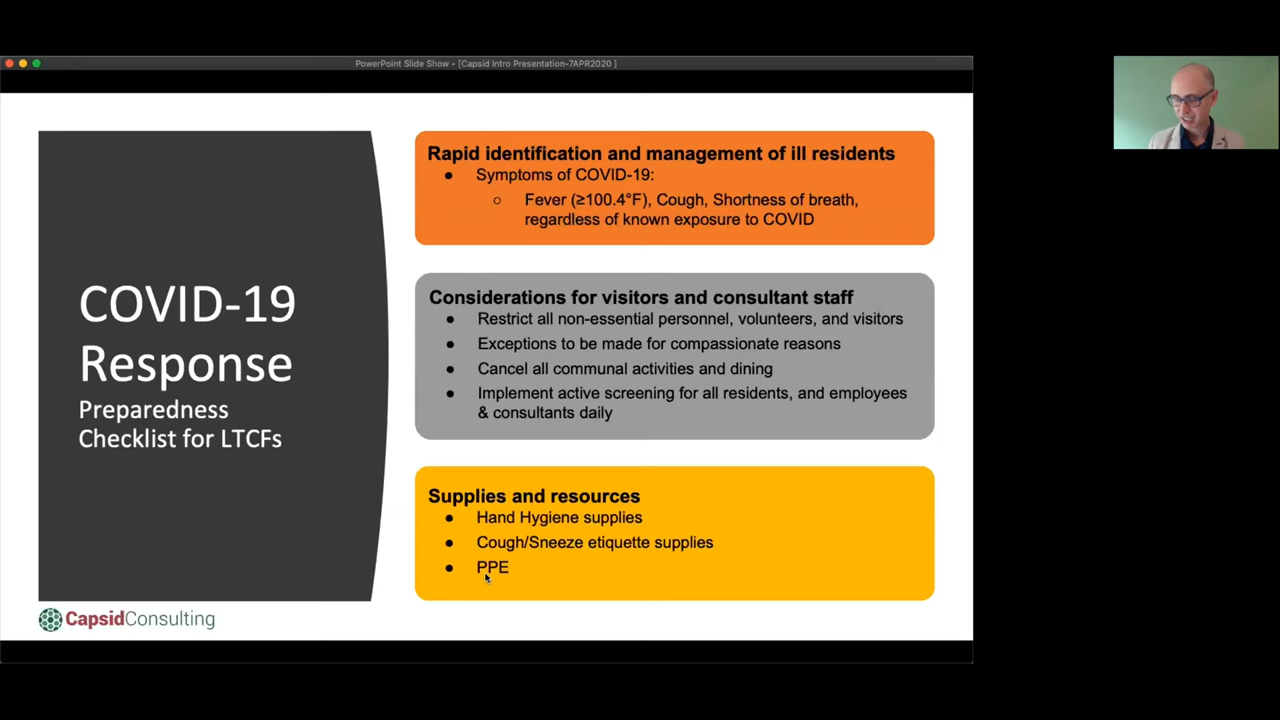 PowerPoint Slide Show - [Capsid Intro Presentation-7APR2020 ]
COVID-19
Response
Preparedness
Checklist for LTCFs
Rapid identification and management of ill residents
● Symptoms of COVID-19:
○ Fever (≥100.4°F), Cough, Shortness of breath,
regardless of known exposure to COVID
Considerations for visitors and consultant staff
● Restrict all non-essential personnel, volunteers, and visitors
● Exceptions to be made for compassionate reasons
● Cancel all communal activities and dining
● Implement active screening for all residents, and employees
& consultants daily
Supplies and resources
● Hand Hygiene supplies
● Cough/Sneeze etiquette supplies
● PPE
CapsidConsulting